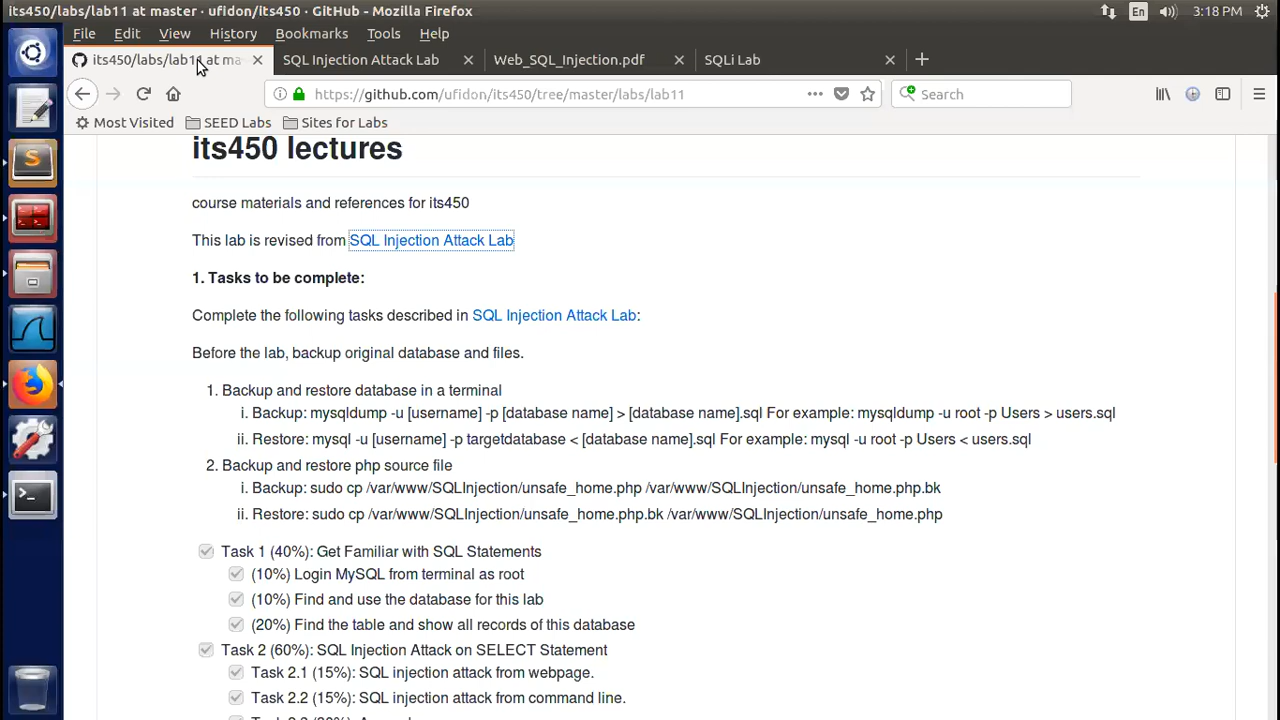 its450/labs/lab11 at master · ufidon/its450 · GitHub - Mozilla Firefox
En
3:18 PM
File Edit View History Bookmarks Tools Help
its450/labs/lab11 at ma
SQL Injection Attack Lab
Web_SQL_Injection.pdf
SQLi Lab
https://github.com/ufidon/its450/tree/master/labs/lab11
Search
Most Visited
SEED Labs
Sites for Labs
its450 lectures
course materials and references for its450
This lab is revised from SQL Injection Attack Lab
1. Tasks to be complete:
Complete the following tasks described in SQL Injection Attack Lab:
Before the lab, backup original database and files.
1. Backup and restore database in a terminal
i. Backup: mysqldump -u [username] -p [database name] > [database name].sql For example: mysqldump -u root -p Users > users.sql
ii. Restore: mysql -u [username] -p targetdatabase < [database name].sql For example: mysql -u root -p Users < users.sql
2. Backup and restore php source file
i. Backup: sudo cp /var/www/SQLInjection/unsafe_home.php /var/www/SQLInjection/unsafe_home.php.bk
ii. Restore: sudo cp /var/www/SQLInjection/unsafe_home.php.bk /var/www/SQLInjection/unsafe_home.php
Task 1 (40%): Get Familiar with SQL Statements
(10%) Login MySQL from terminal as root
(10%) Find and use the database for this lab
(20%) Find the table and show all records of this database
Task 2 (60%): SQL Injection Attack on SELECT Statement
Task 2.1 (15%): SQL injection attack from webpage.
Task 2.2 (15%): SQL injection attack from command line.